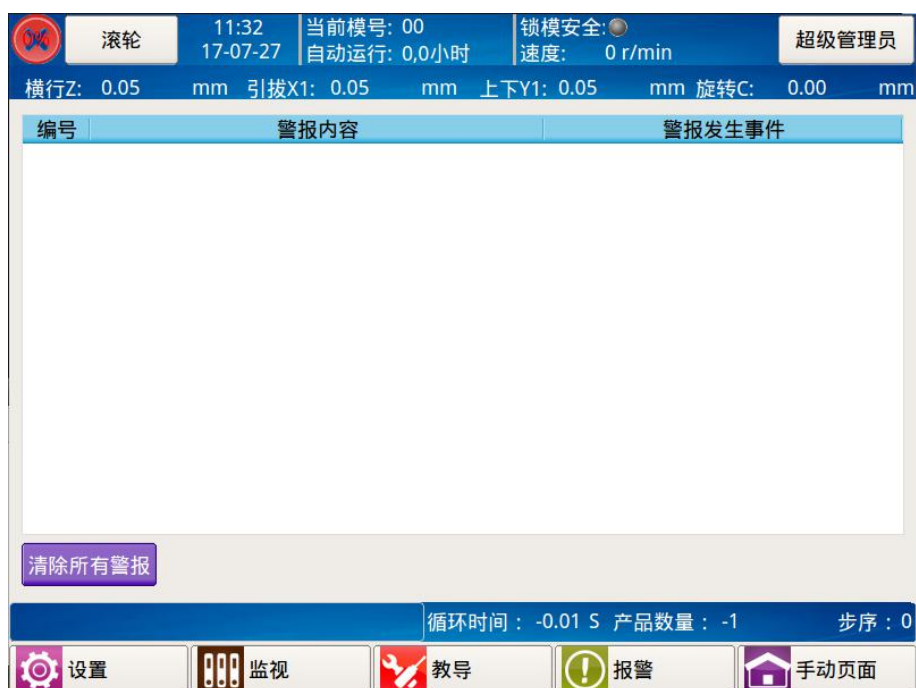 滚轮
11:32
17-07-27
当前模号: 00
自动运行: 0,0小时
锁模安全:
速度: 0 r/min
超级管理员
横行Z: 0.05 mm 引拔X1: 0.05 mm 上下Y1: 0.05 mm 旋转C: 0.00 mm
编号 警报内容 警报发生事件
清除所有警报
循环时间 : -0.01 S 产品数量 : -1 步序 : 0
设置 监视 教导 报警 手动页面